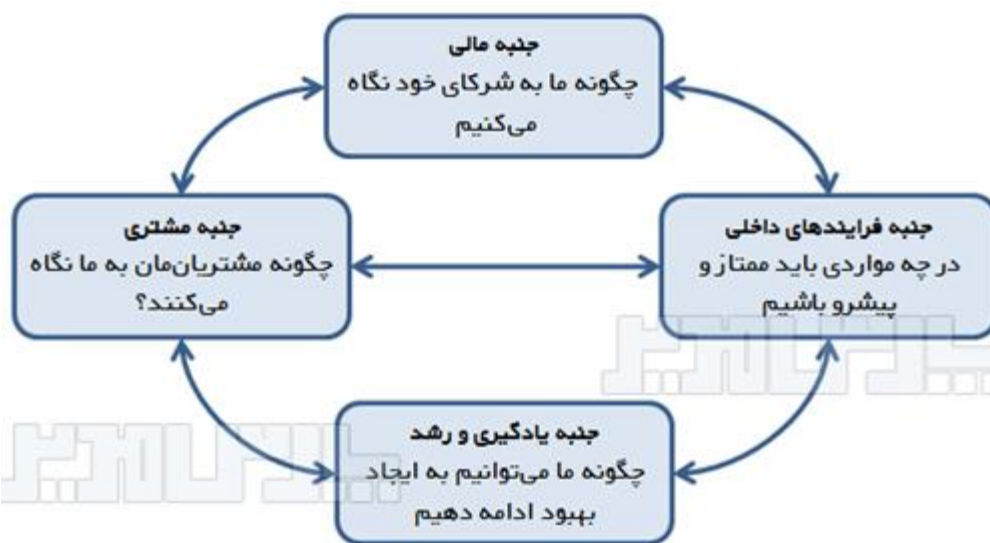 جنبه مالی
چگونه ما به شرکای خود نگاه
می‌کنیم
جنبه فرایندهای داخلی
در چه مواردی باید ممتاز و
پیشرو باشیم
جنبه مشتری
چگونه مشتریان‌مان به ما نگاه
می‌کنند؟
جنبه یادگیری و رشد
چگونه ما می‌توانیم به ایجاد
بهبود ادامه دهیم